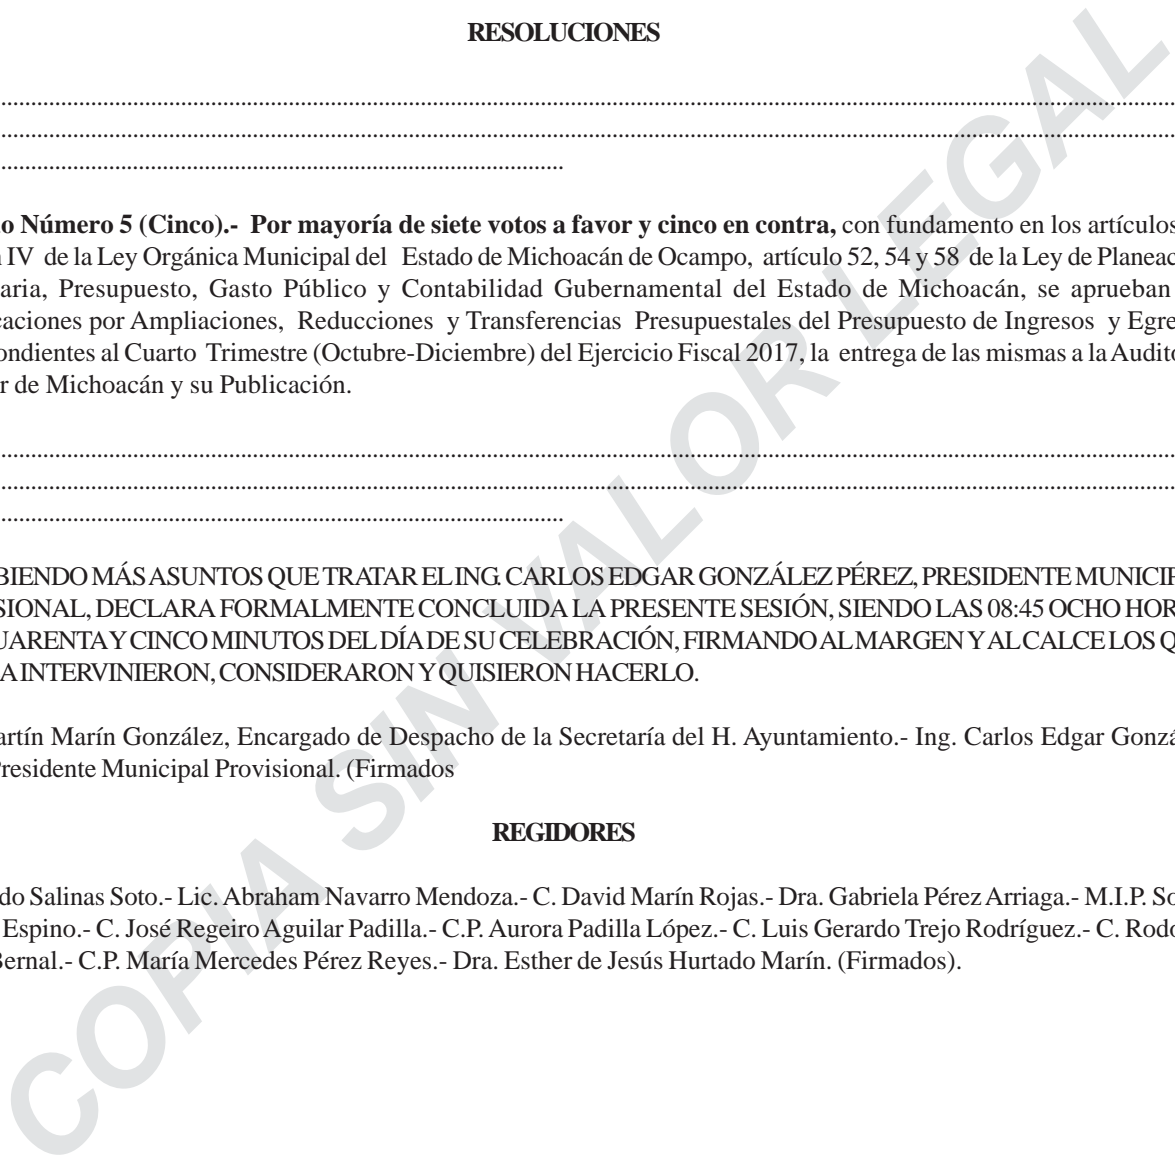 RESOLUCIONES
..........................................................................................
..........................................................................................
..........................................................................................
o Número 5 (Cinco).- Por mayoría de siete votos a favor y cinco en contra, con fundamento en los artículos
IV de la Ley Orgánica Municipal del Estado de Michoacán de Ocampo, artículo 52, 54 y 58 de la Ley de Planeac
aria, Presupuesto, Gasto Público y Contabilidad Gubernamental del Estado de Michoacán, se aprueban
caciones por Ampliaciones, Reducciones y Transferencias Presupuestales del Presupuesto de Ingresos y Egre
ondientes al Cuarto Trimestre (Octubre-Diciembre) del Ejercicio Fiscal 2017, la entrega de las mismas a la Audito
r de Michoacán y su Publicación.
..........................................................................................
..........................................................................................
..........................................................................................
BIENDO MÁS ASUNTOS QUE TRATAR EL ING. CARLOS EDGAR GONZÁLEZ PÉREZ, PRESIDENTE MUNICIP
SIONAL, DECLARA FORMALMENTE CONCLUIDA LA PRESENTE SESIÓN, SIENDO LAS 08:45 OCHO HOR
UARENTA Y CINCO MINUTOS DEL DÍA DE SU CELEBRACIÓN, FIRMANDO AL MARGEN Y AL CALCE LOS Q
A INTERVINIERON, CONSIDERARON Y QUISIERON HACERLO.
artín Marín González, Encargado de Despacho de la Secretaría del H. Ayuntamiento.- Ing. Carlos Edgar Gonzá
Presidente Municipal Provisional. (Firmados
REGIDORES
do Salinas Soto.- Lic. Abraham Navarro Mendoza.- C. David Marín Rojas.- Dra. Gabriela Pérez Arriaga.- M.I.P. So
Espino.- C. José Regeiro Aguilar Padilla.- C.P. Aurora Padilla López.- C. Luis Gerardo Trejo Rodríguez.- C. Rodo
Bernal.- C.P. María Mercedes Pérez Reyes.- Dra. Esther de Jesús Hurtado Marín. (Firmados).
COPIA SIN VALOR LEGAL